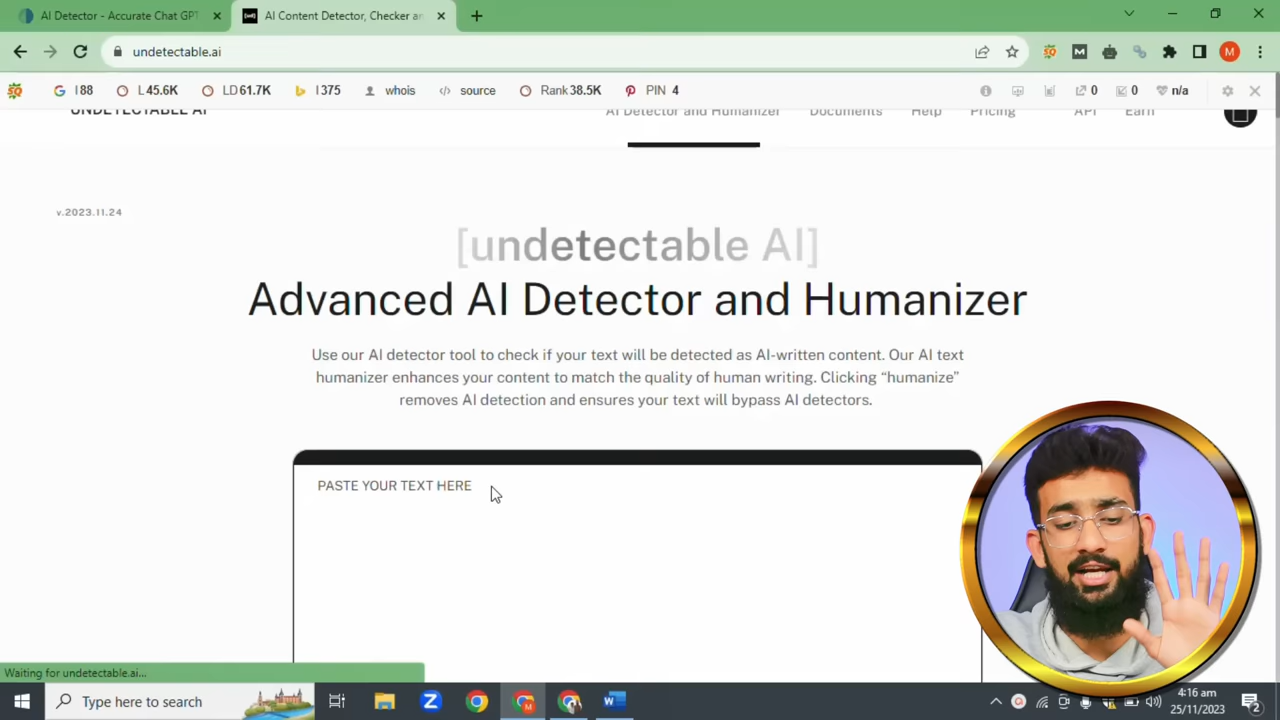 AI Detector - Accurate Chat GPT
AI Content Detector, Checker an
undetectable.ai
I 88
L 45.6K
LD 61.7K
I 375
whois
source
Rank 38.5K
PIN 4
0
0
n/a
UNDETECTABLE AI
AI Detector and Humanizer
Documents
Help
Pricing
API
Earn
v.2023.11.24
[undetectable AI]
Advanced AI Detector and Humanizer
Use our AI detector tool to check if your text will be detected as AI-written content. Our AI text
humanizer enhances your content to match the quality of human writing. Clicking “humanize”
removes AI detection and ensures your text will bypass AI detectors.
PASTE YOUR TEXT HERE
Waiting for undetectable.ai...
Type here to search
4:16 am
25/11/2023
2